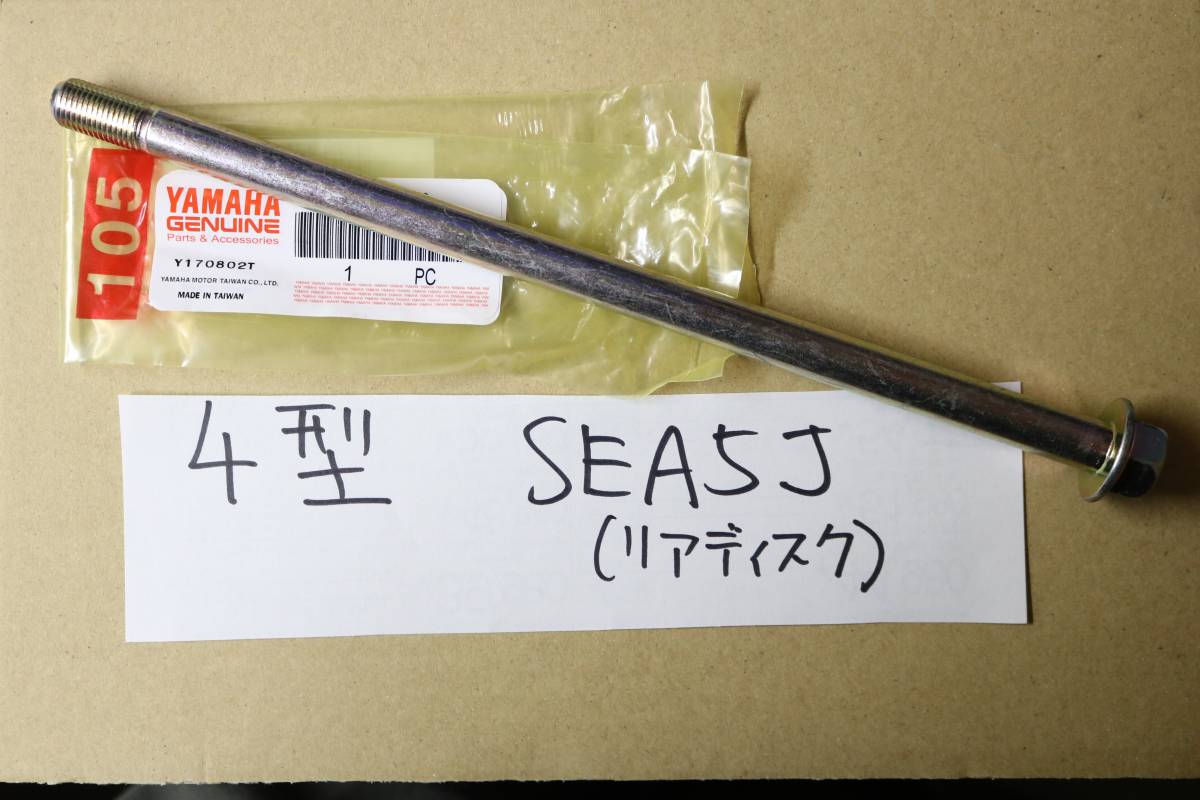 105
YAMAHA
GENUINE
Parts & Accessories
Y170802T
1 PC
YAMAHA MOTOR TAIWAN CO., LTD.
MADE IN TAIWAN
4型 SEA5J
(リアディスク)